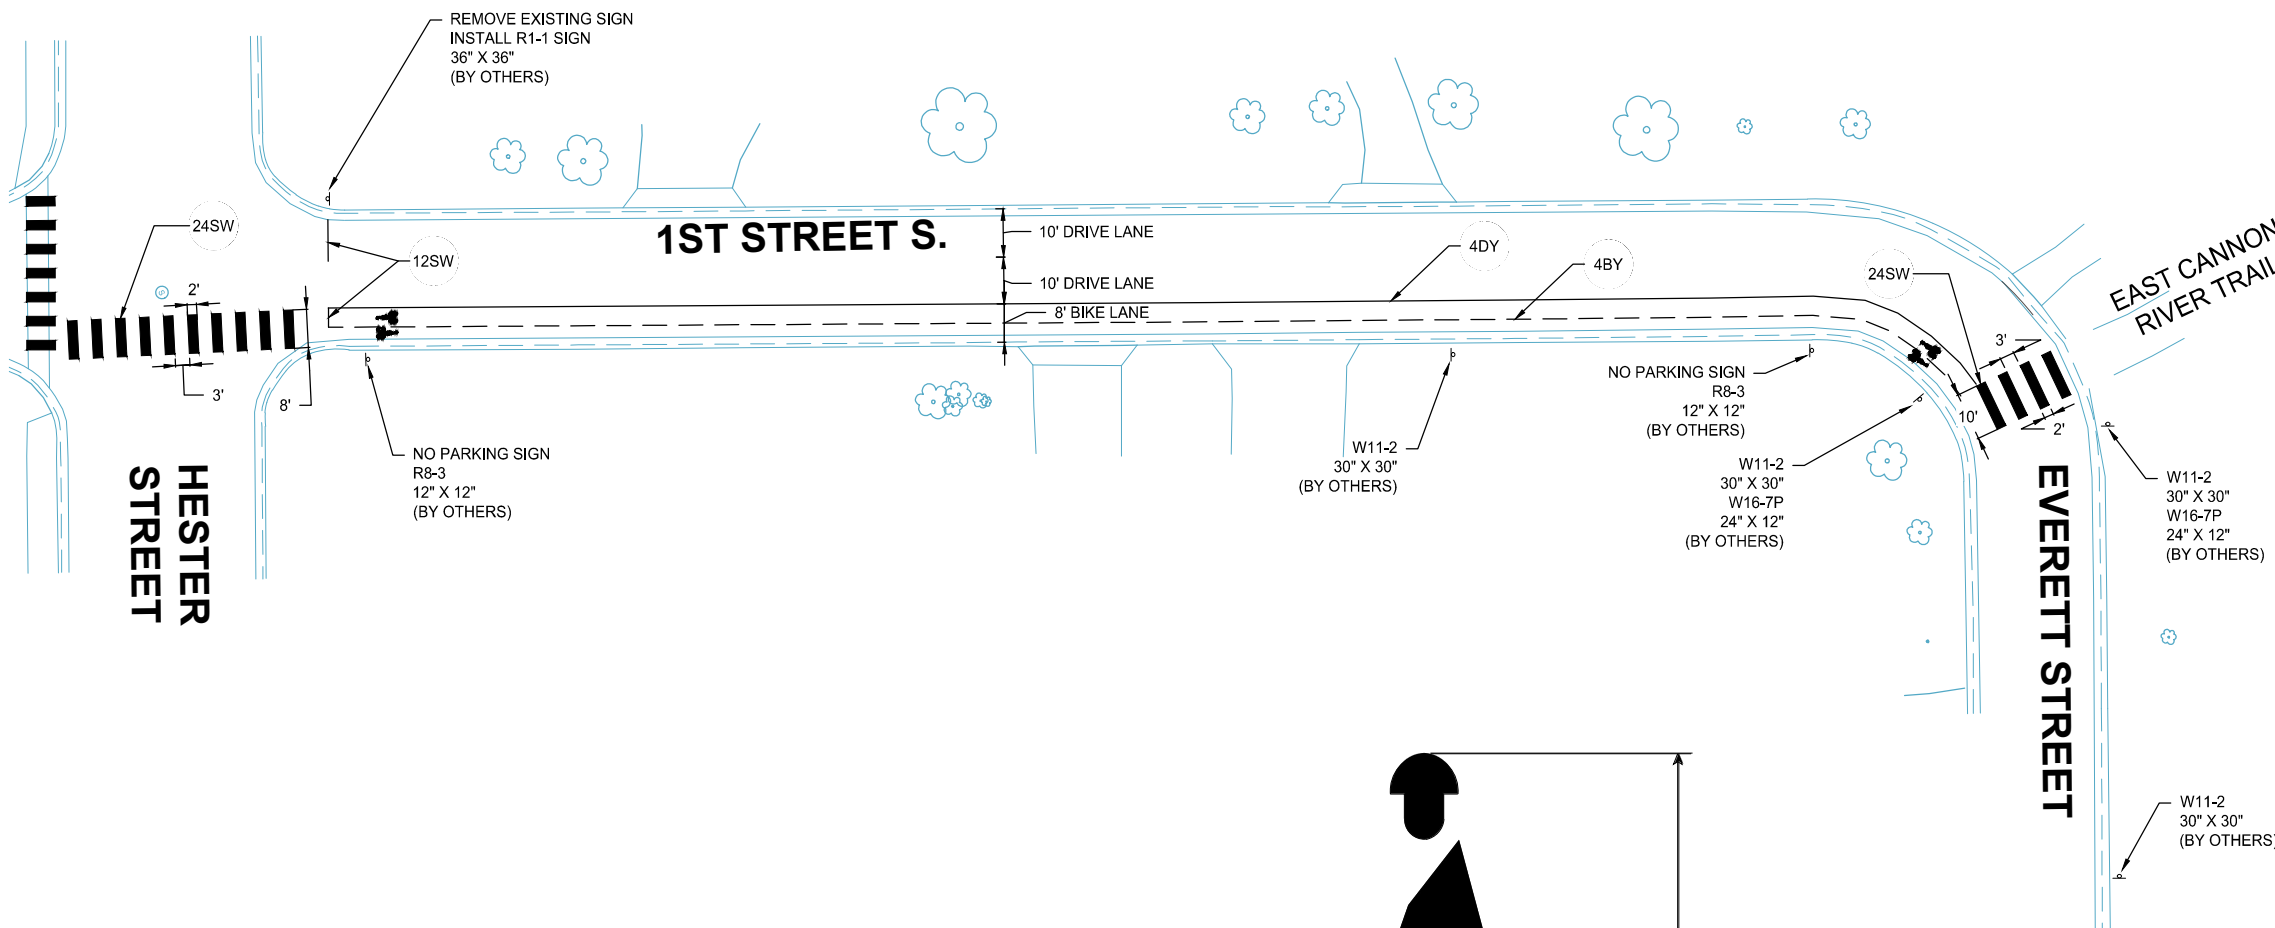 REMOVE EXISTING SIGN
INSTALL R1-1 SIGN
36" X 36"
(BY OTHERS)
24SW
12SW
2'
3'
8'
1ST STREET S.
10' DRIVE LANE
10' DRIVE LANE
8' BIKE LANE
4DY
4BY
24SW
EAST CANNON
RIVER TRAIL
3'
10'
2'
NO PARKING SIGN
R8-3
12" X 12"
(BY OTHERS)
HESTER
STREET
W11-2
30" X 30"
(BY OTHERS)
NO PARKING SIGN
R8-3
12" X 12"
(BY OTHERS)
W11-2
30" X 30"
W16-7P
24" X 12"
(BY OTHERS)
EVERETT STREET
W11-2
30" X 30"
W16-7P
24" X 12"
(BY OTHERS)
W11-2
30" X 30"
(BY OTHERS)
S